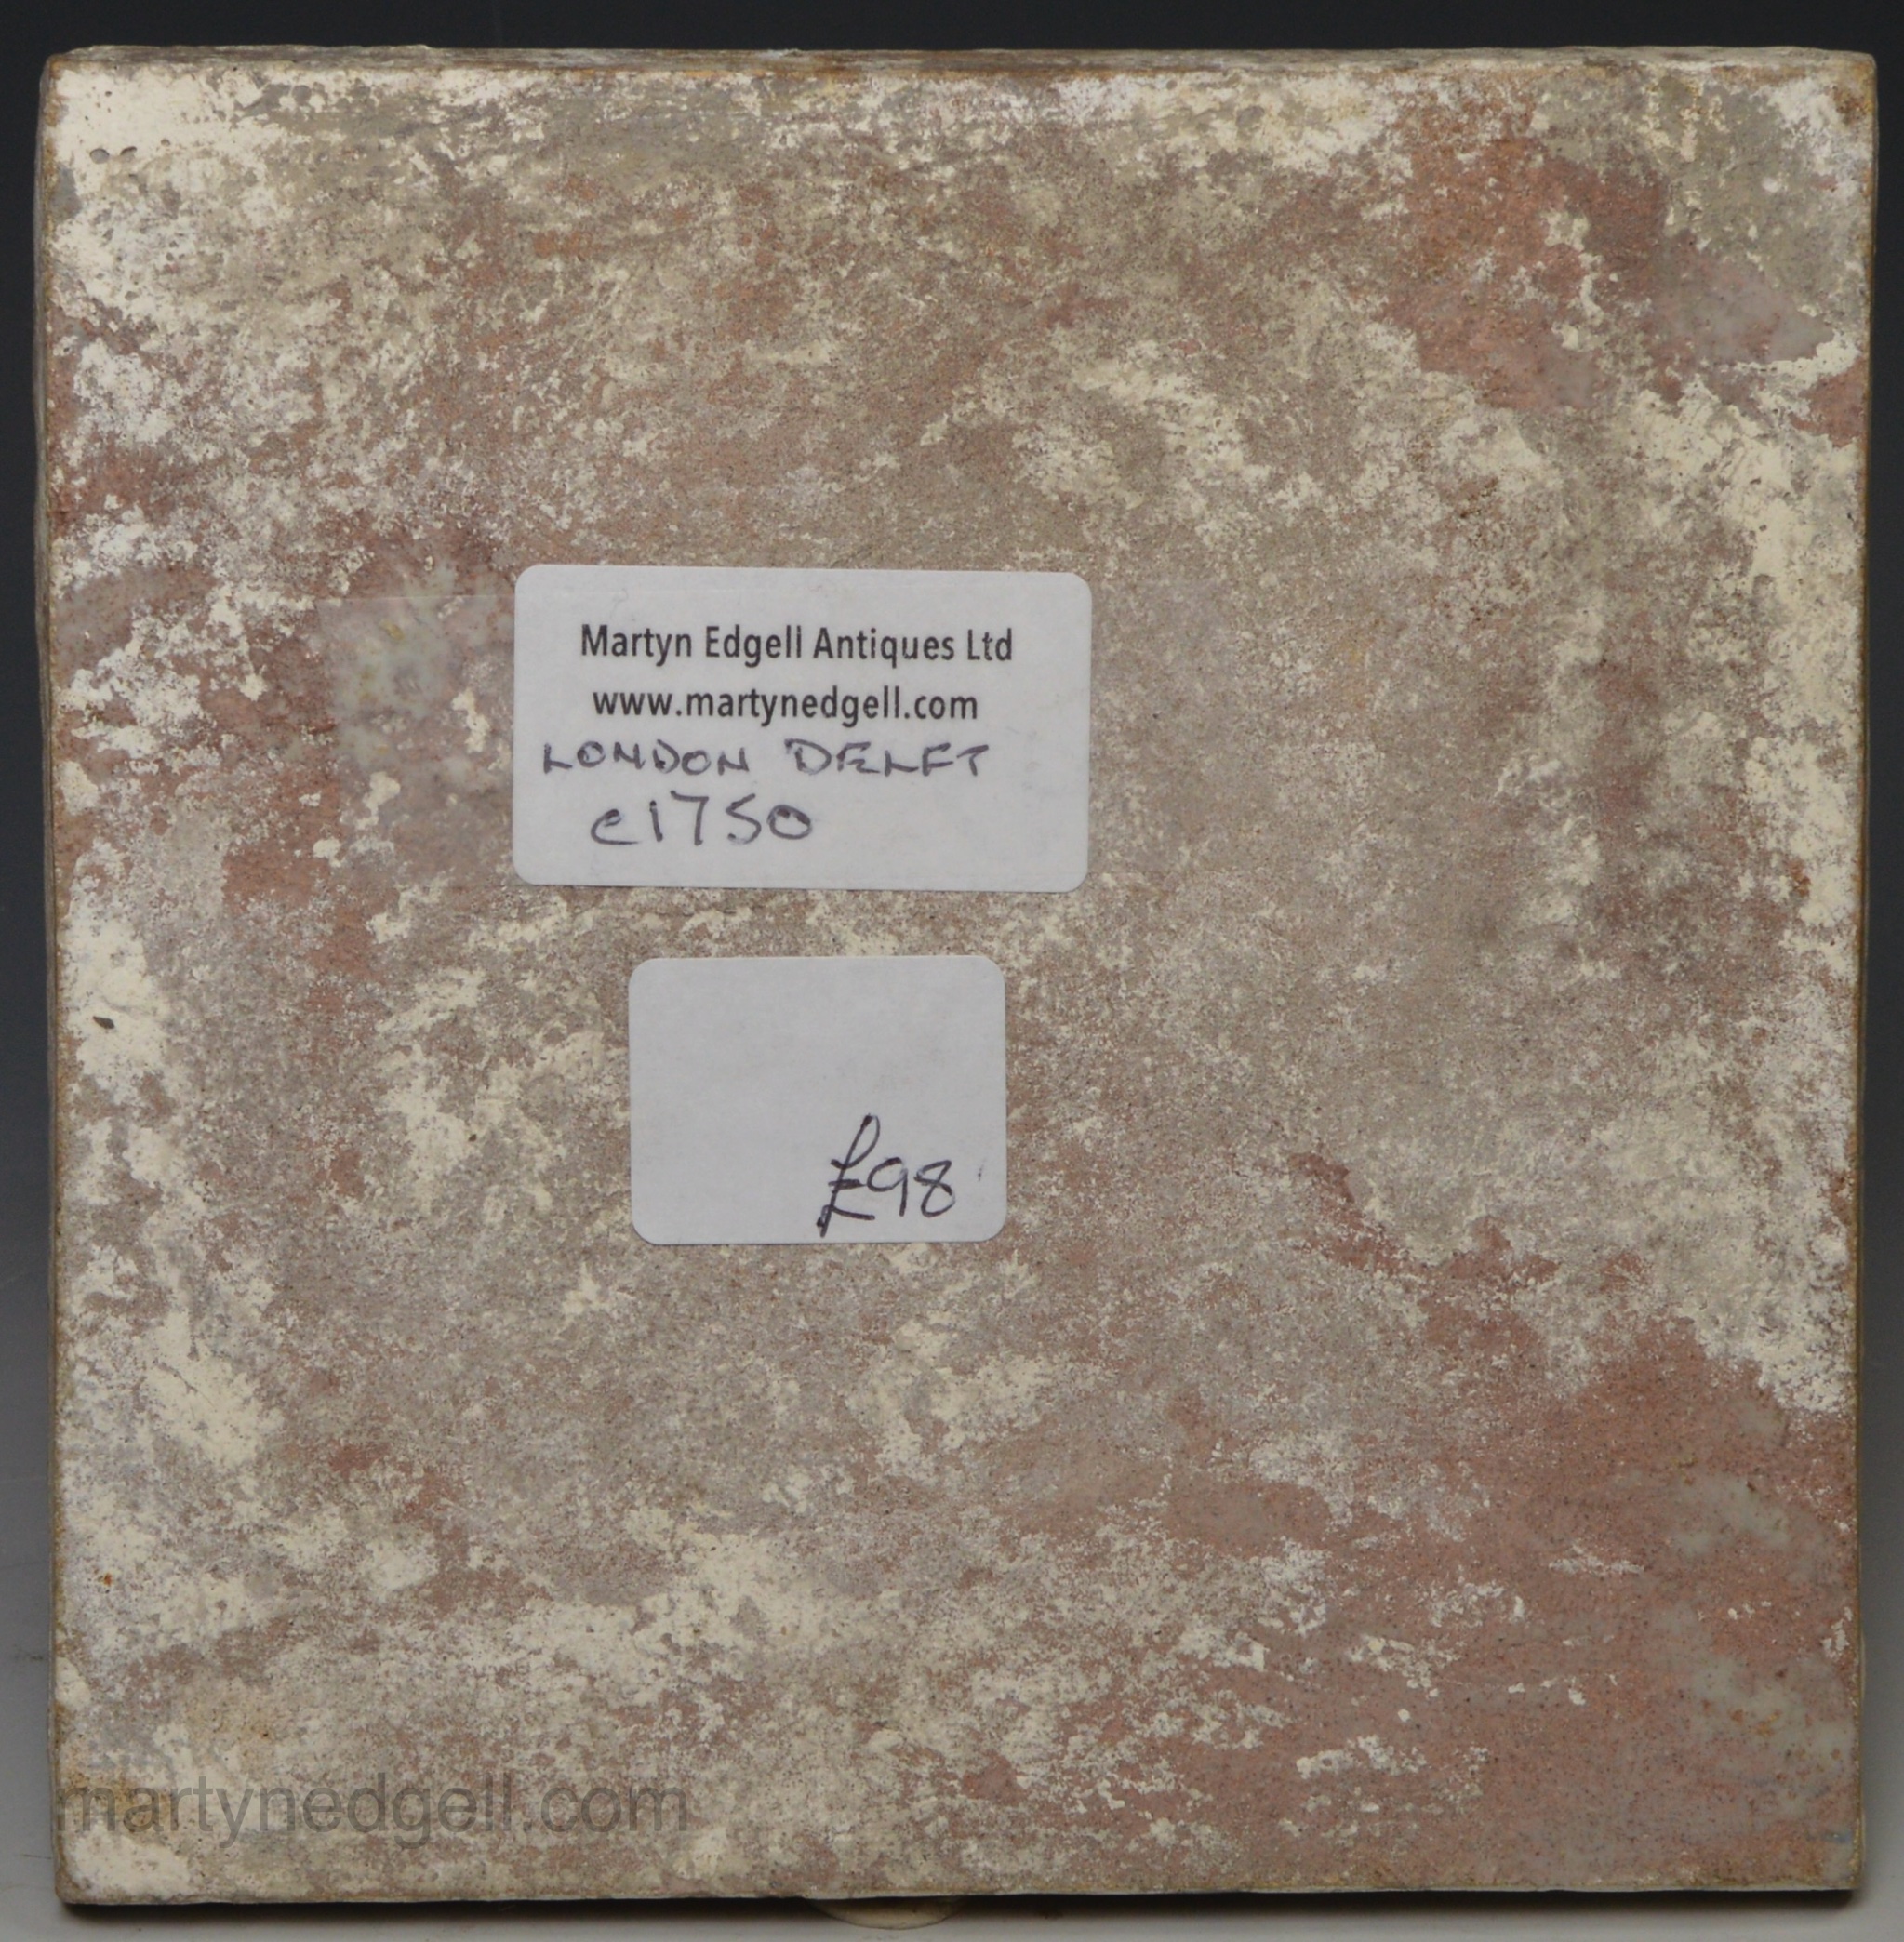 Martyn Edgell Antiques Ltd
www.martynedgell.com
LONDON DELFT
c1750
£98
martynedgell.com